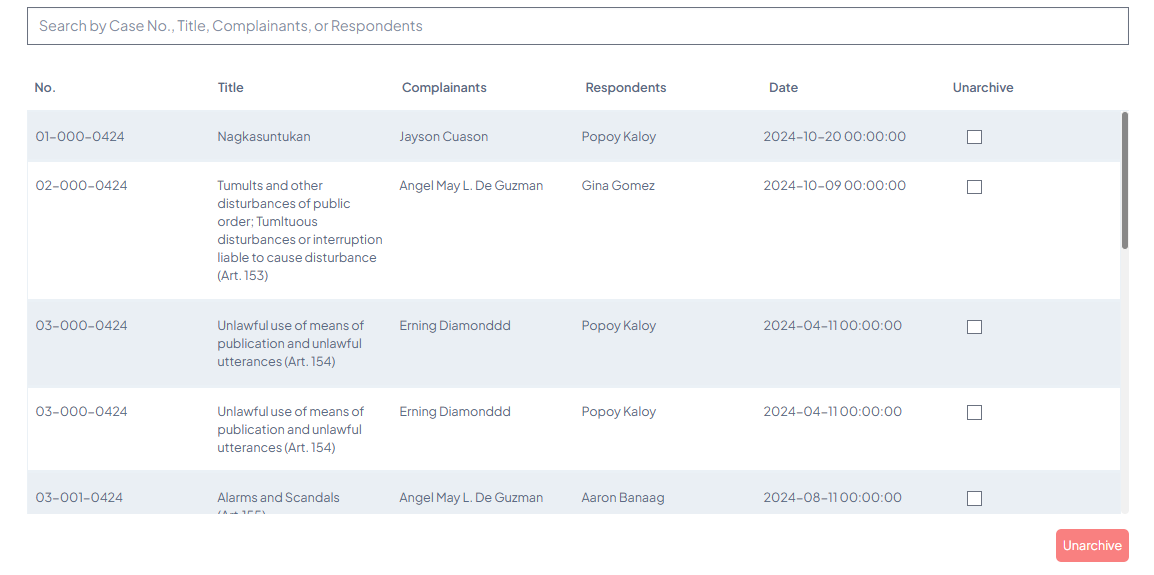 Search by Case No., Title, Complainants, or Respondents
No. Title Complainants Respondents Date Unarchive
01-000-0424 Nagkasuntukan Jayson Cuason Popoy Kaloy 2024-10-20 00:00:00
02-000-0424 Tumults and other Angel May L. De Guzman Gina Gomez 2024-10-09 00:00:00
disturbances of public
order; Tumltuous
disturbances or interruption
liable to cause disturbance
(Art. 153)
03-000-0424 Unlawful use of means of Erning Diamonddd Popoy Kaloy 2024-04-11 00:00:00
publication and unlawful
utterances (Art. 154)
03-000-0424 Unlawful use of means of Erning Diamonddd Popoy Kaloy 2024-04-11 00:00:00
publication and unlawful
utterances (Art. 154)
03-001-0424 Alarms and Scandals Angel May L. De Guzman Aaron Banaag 2024-08-11 00:00:00
(Art.155)
Unarchive